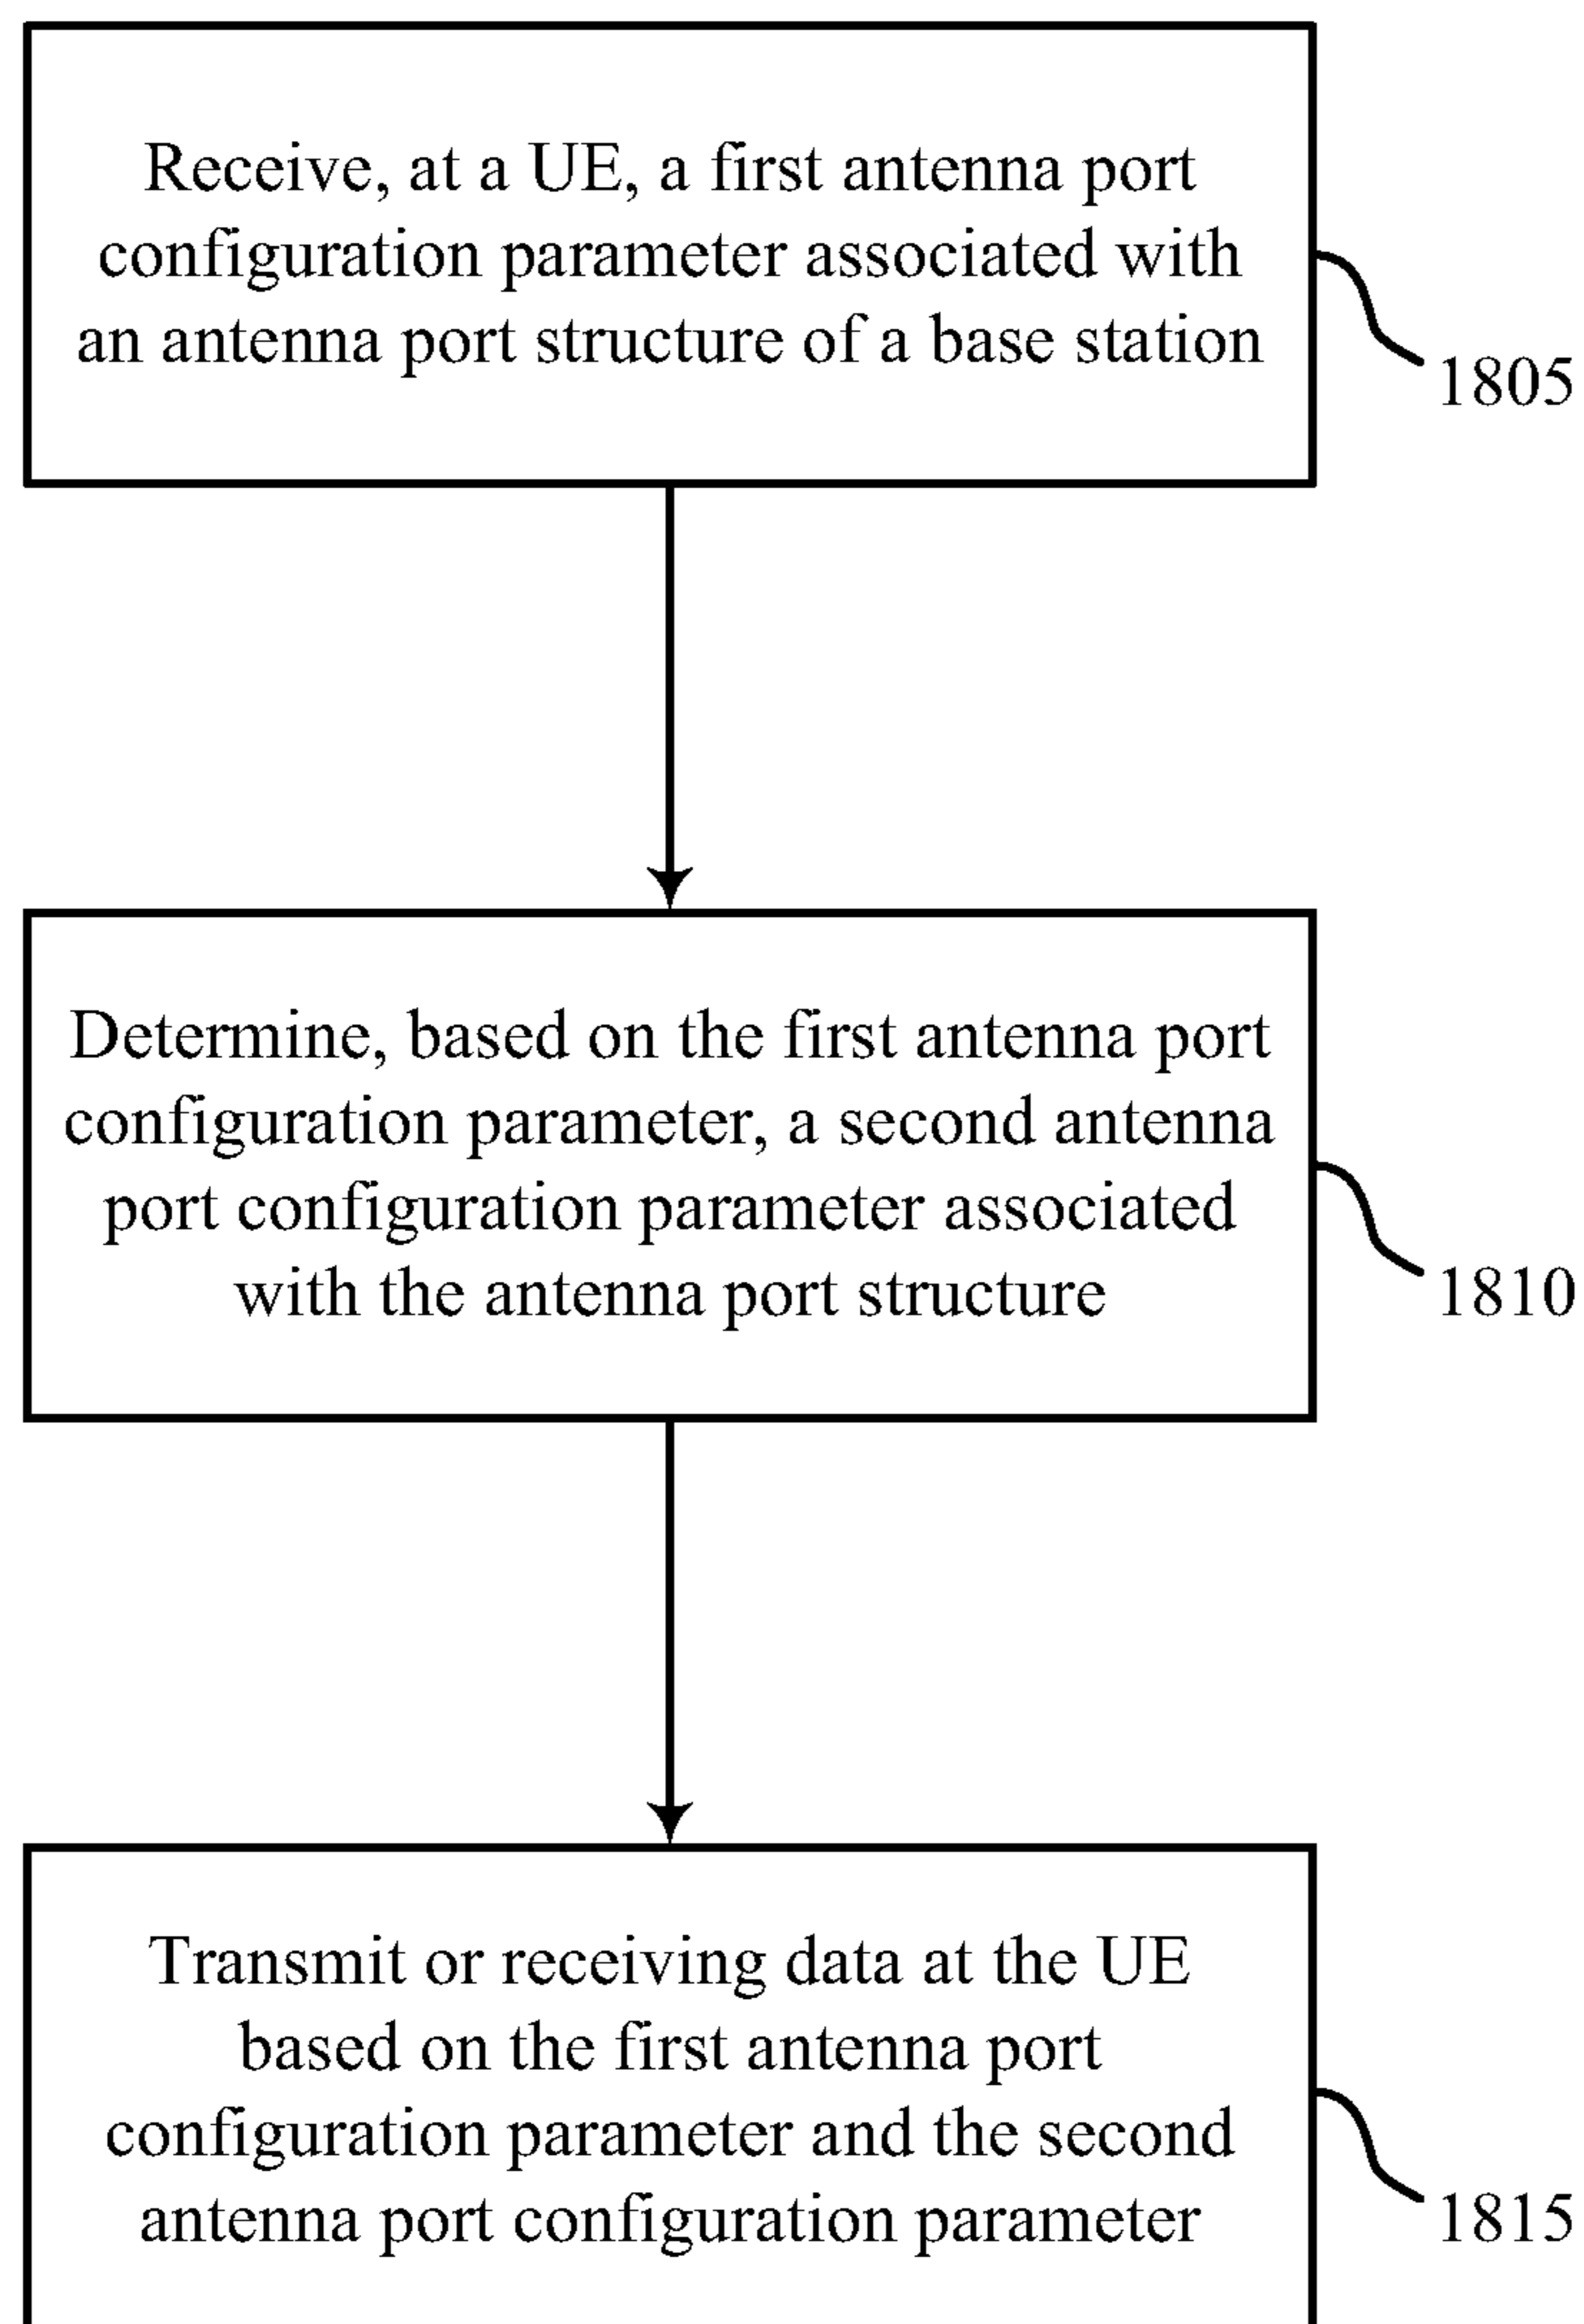 Receive, at a UE, a first antenna port
configuration parameter associated with
an antenna port structure of a base station
1805
Determine, based on the first antenna port
configuration parameter, a second antenna
port configuration parameter associated
with the antenna port structure
1810
Transmit or receiving data at the UE
based on the first antenna port
configuration parameter and the second
antenna port configuration parameter
1815